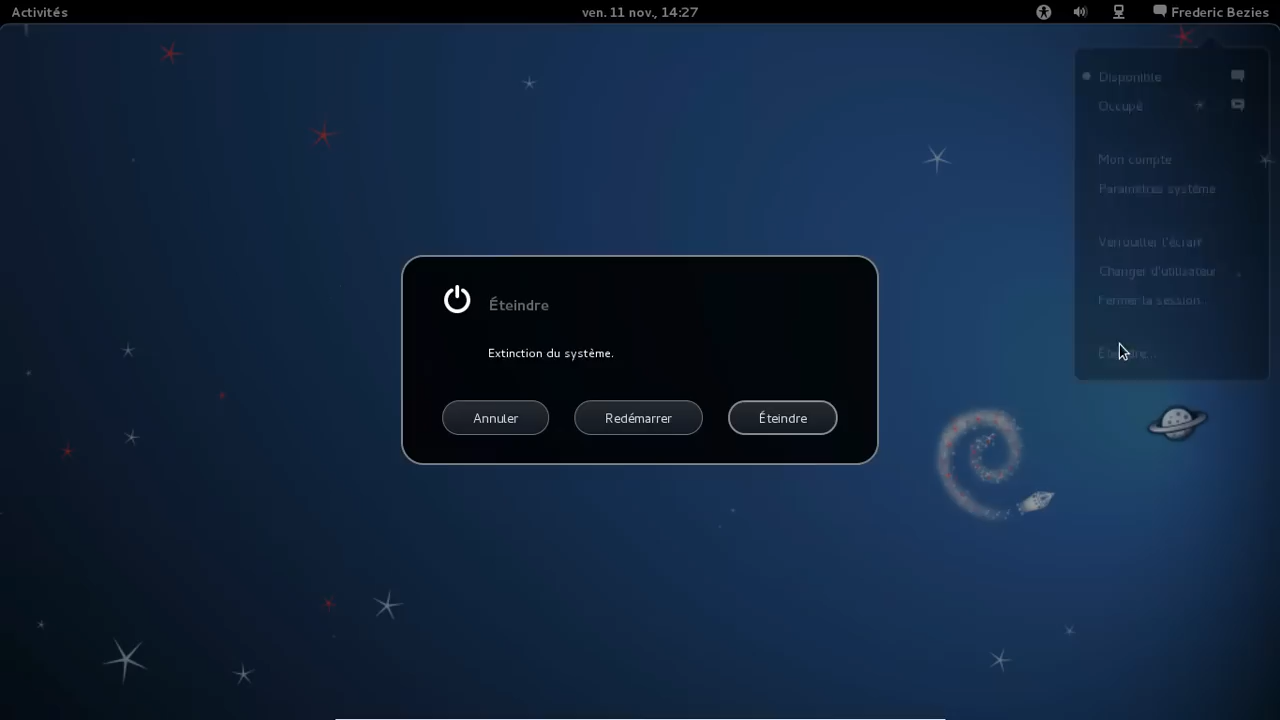 Activités
ven. 11 nov., 14:27
Frederic Bezies
Disponible
Occupé
Mon compte
Paramètres système
Verrouiller l'écran
Changer d'utilisateur
Fermer la session...
Éteindre...
Éteindre
Extinction du système.
Annuler
Redémarrer
Éteindre